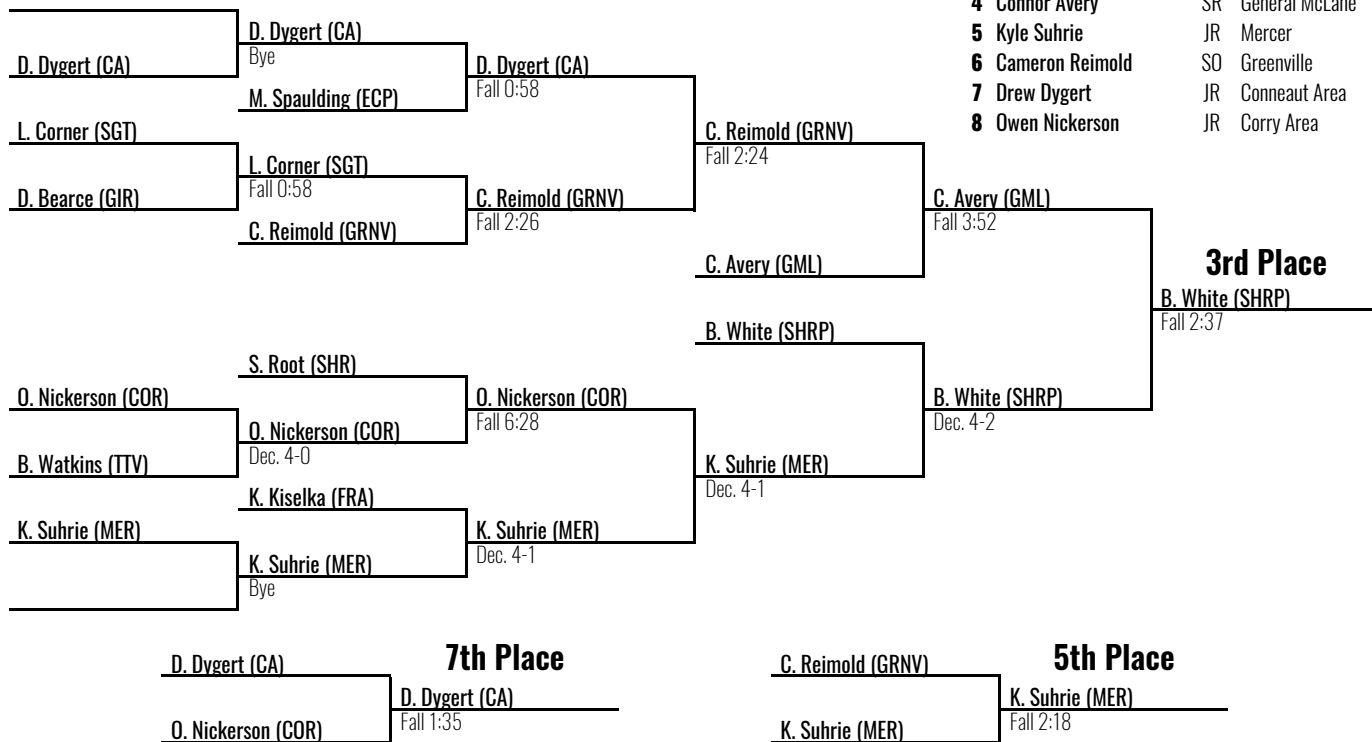 4 Connor Avery SR General McLane
D. Dygert (CA)
5 Kyle Suhrie JR Mercer
Bye
D. Dygert (CA)
D. Dygert (CA)
6 Cameron Reimold SO Greenville
Fall 0:58
M. Spaulding (ECP)
7 Drew Dygert JR Conneaut Area
8 Owen Nickerson JR Corry Area
L. Corner (SGT)
C. Reimold (GRNV)
Fall 2:24
L. Corner (SGT)
Fall 0:58
D. Bearce (GIR)
C. Reimold (GRNV)
C. Avery (GML)
Fall 2:26
Fall 3:52
C. Reimold (GRNV)
C. Avery (GML)
3rd Place
B. White (SHRP)
Fall 2:37
B. White (SHRP)
S. Root (SHR)
O. Nickerson (COR)
O. Nickerson (COR)
B. White (SHRP)
Fall 6:28
Dec. 4-2
O. Nickerson (COR)
Dec. 4-0
B. Watkins (TTV)
K. Suhrie (MER)
Dec. 4-1
K. Kiselka (FRA)
K. Suhrie (MER)
K. Suhrie (MER)
Dec. 4-1
K. Suhrie (MER)
Bye
7th Place
D. Dygert (CA)
D. Dygert (CA)
Fall 1:35
O. Nickerson (COR)
5th Place
C. Reimold (GRNV)
K. Suhrie (MER)
Fall 2:18
K. Suhrie (MER)